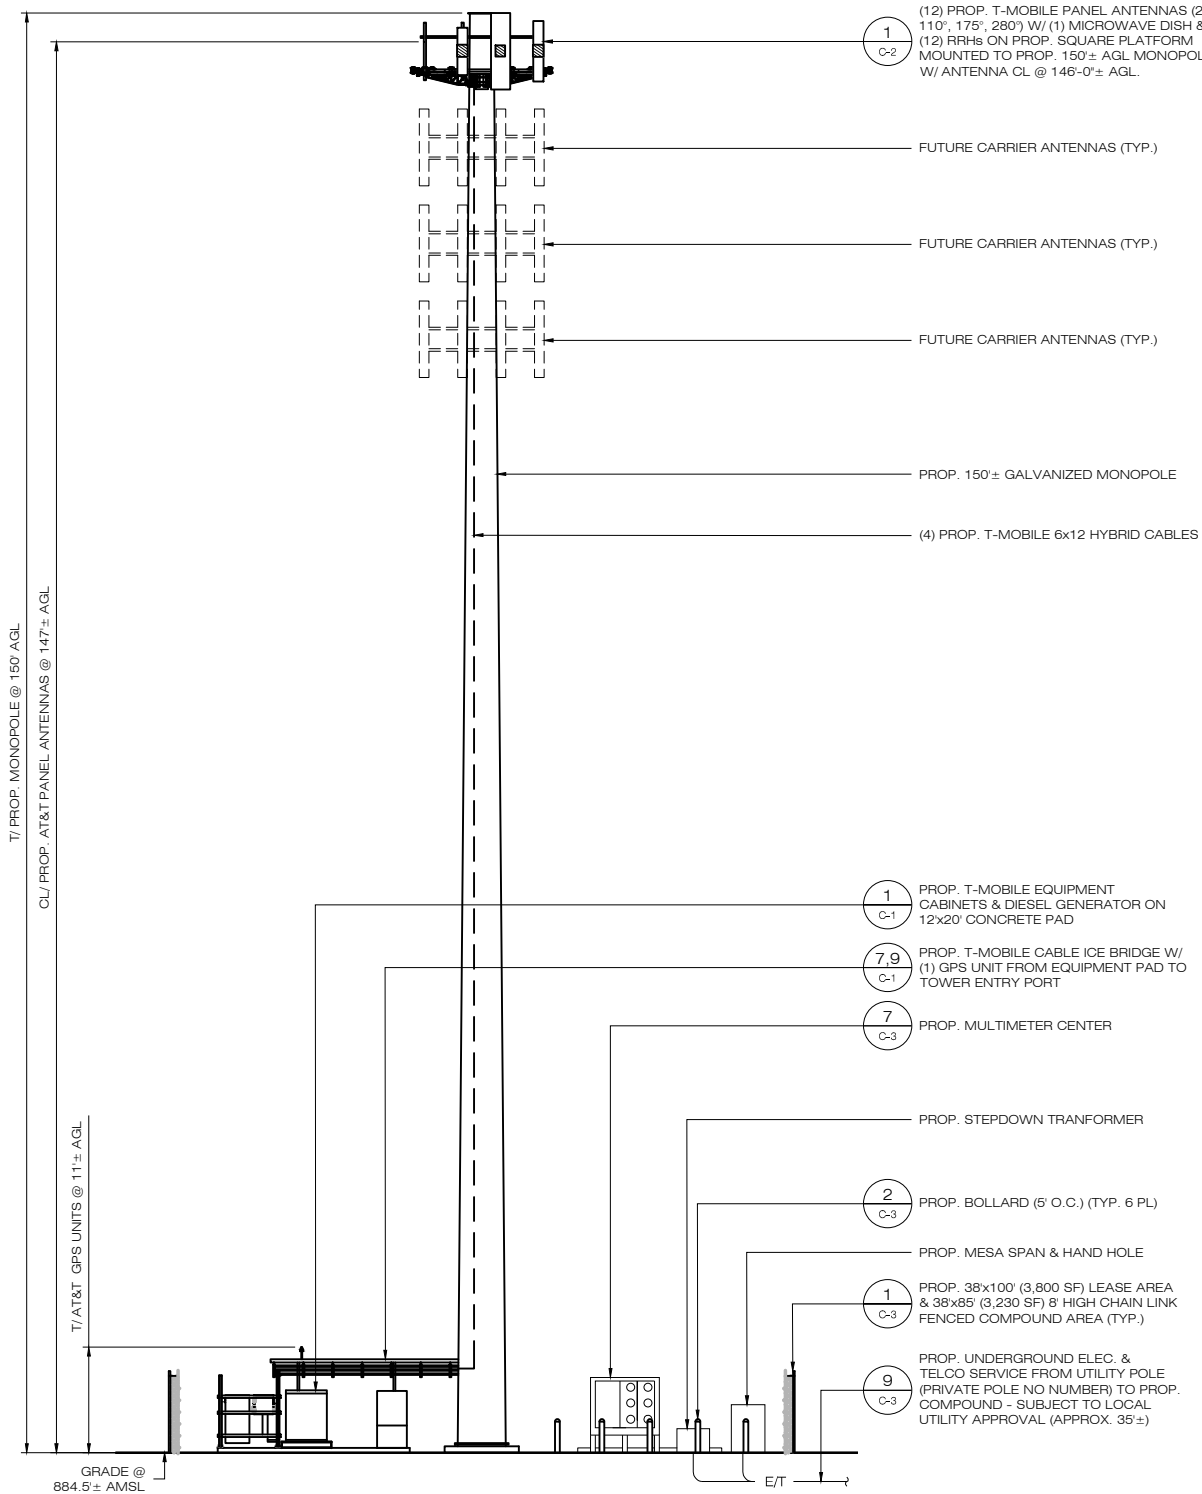 (12) PROP. T-MOBILE PANEL ANTENNAS
110°, 175°, 280°) W/ (1) MICROWAVE DISH &
(12) RRHs ON PROP. SQUARE PLATFORM
MOUNTED TO PROP. 150'± AGL
W/ ANTENNA CL @ 146'-0"± AGL.
1
C-2
FUTURE CARRIER ANTENNAS (TYP.)
FUTURE CARRIER ANTENNAS (TYP.)
FUTURE CARRIER ANTENNAS (TYP.)
PROP. 150'± GALVANIZED MONOPOLE
(4) PROP. T-MOBILE 6x12 HYBRID CABLES
T/ PROP. MONOPOLE @ 150' AGL
CL/ PROP. AT&T PANEL ANTENNAS @ 147'± AGL
T/ AT&T GPS UNITS @ 11'± AGL
1
C-1
PROP. T-MOBILE EQUIPMENT
CABINETS & DIESEL GENERATOR ON
12'x20' CONCRETE PAD
7,9
C-1
PROP. T-MOBILE CABLE ICE BRIDGE W/
(1) GPS UNIT FROM EQUIPMENT PAD TO
TOWER ENTRY PORT
7
C-3
PROP. MULTIMETER CENTER
PROP. STEPDOWN TRANFORMER
2
C-3
PROP. BOLLARD (5' O.C.) (TYP. 6 PL)
PROP. MESA SPAN & HAND HOLE
1
C-3
PROP. 38'x100' (3,800 SF) LEASE AREA
& 38'x85' (3,230 SF) 8' HIGH CHAIN LINK
FENCED COMPOUND AREA (TYP.)
9
C-3
PROP. UNDERGROUND ELEC. &
TELCO SERVICE FROM UTILITY POLE
(PRIVATE POLE NO NUMBER) TO PROP.
COMPOUND - SUBJECT TO LOCAL
UTILITY APPROVAL (APPROX. 35'±)
GRADE @
884.5'± AMSL
E/T